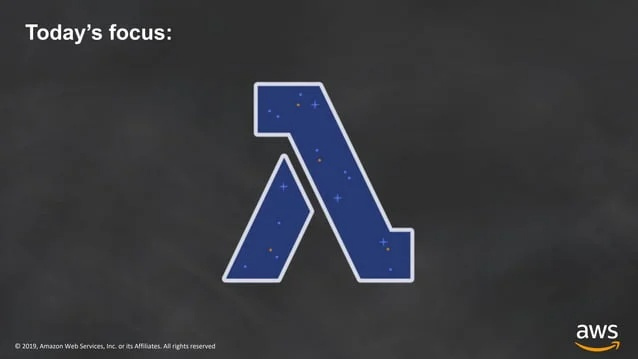 Today's focus:
© 2019, Amazon Web Services, Inc. or its Affiliates. All rights reserved
aws